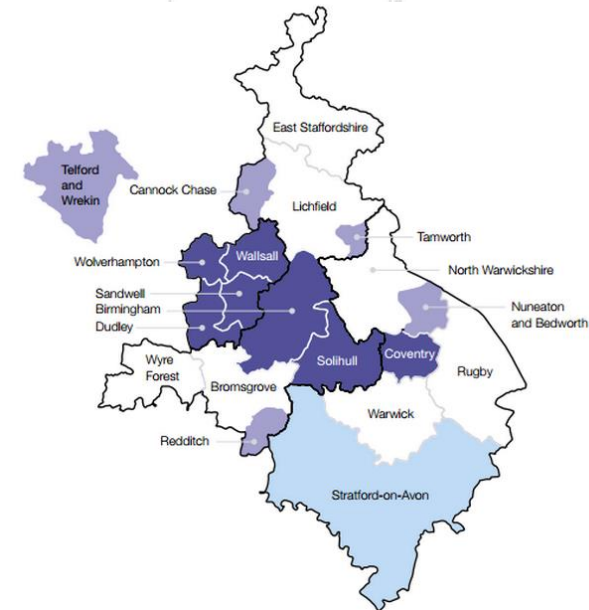 East Staffordshire
Telford
and
Wrekin
Cannock Chase
Lichfield
Tamworth
Wolverhampton
Wallsall
North Warwickshire
Sandwell
Birmingham
Dudley
Nuneaton
and Bedworth
Solihull
Coventry
Wyre
Forest
Bromsgrove
Rugby
Warwick
Redditch
Stratford-on-Avon